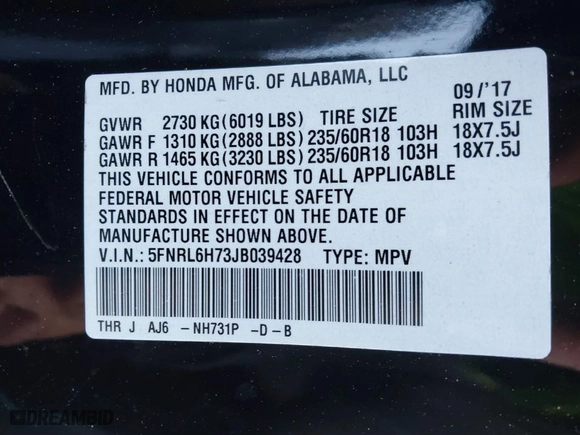 MFD. BY HONDA MFG. OF ALABAMA, LLC 09/'17
GVWR 2730 KG (6019 LBS) TIRE SIZE RIM SIZE
GAWR F 1310 KG (2888 LBS) 235/60R18 103H 18X7.5J
GAWR R 1465 KG (3230 LBS) 235/60R18 103H 18X7.5J
THIS VEHICLE CONFORMS TO ALL APPLICABLE
FEDERAL MOTOR VEHICLE SAFETY
STANDARDS IN EFFECT ON THE DATE OF
MANUFACTURE SHOWN ABOVE.
V.I.N.: 5FNRL6H73JB039428 TYPE: MPV
THR J AJ6 - NH731P -D-B
DREAMBID